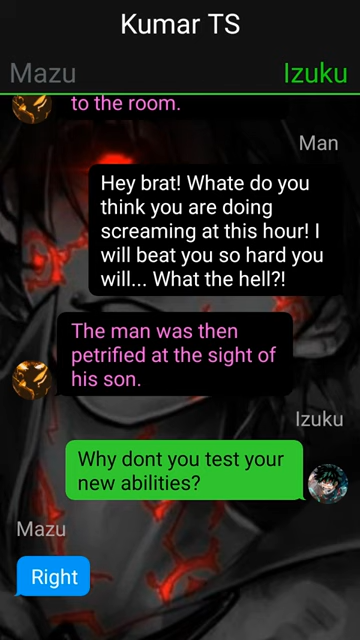 Kumar TS
Mazu
Izuku
to the room.
Man
Hey brat! Whate do you
think you are doing
screaming at this hour! I
will beat you so hard you
will... What the hell?!
The man was then
petrified at the sight of
his son.
Izuku
Why dont you test your
new abilities?
Mazu
Right